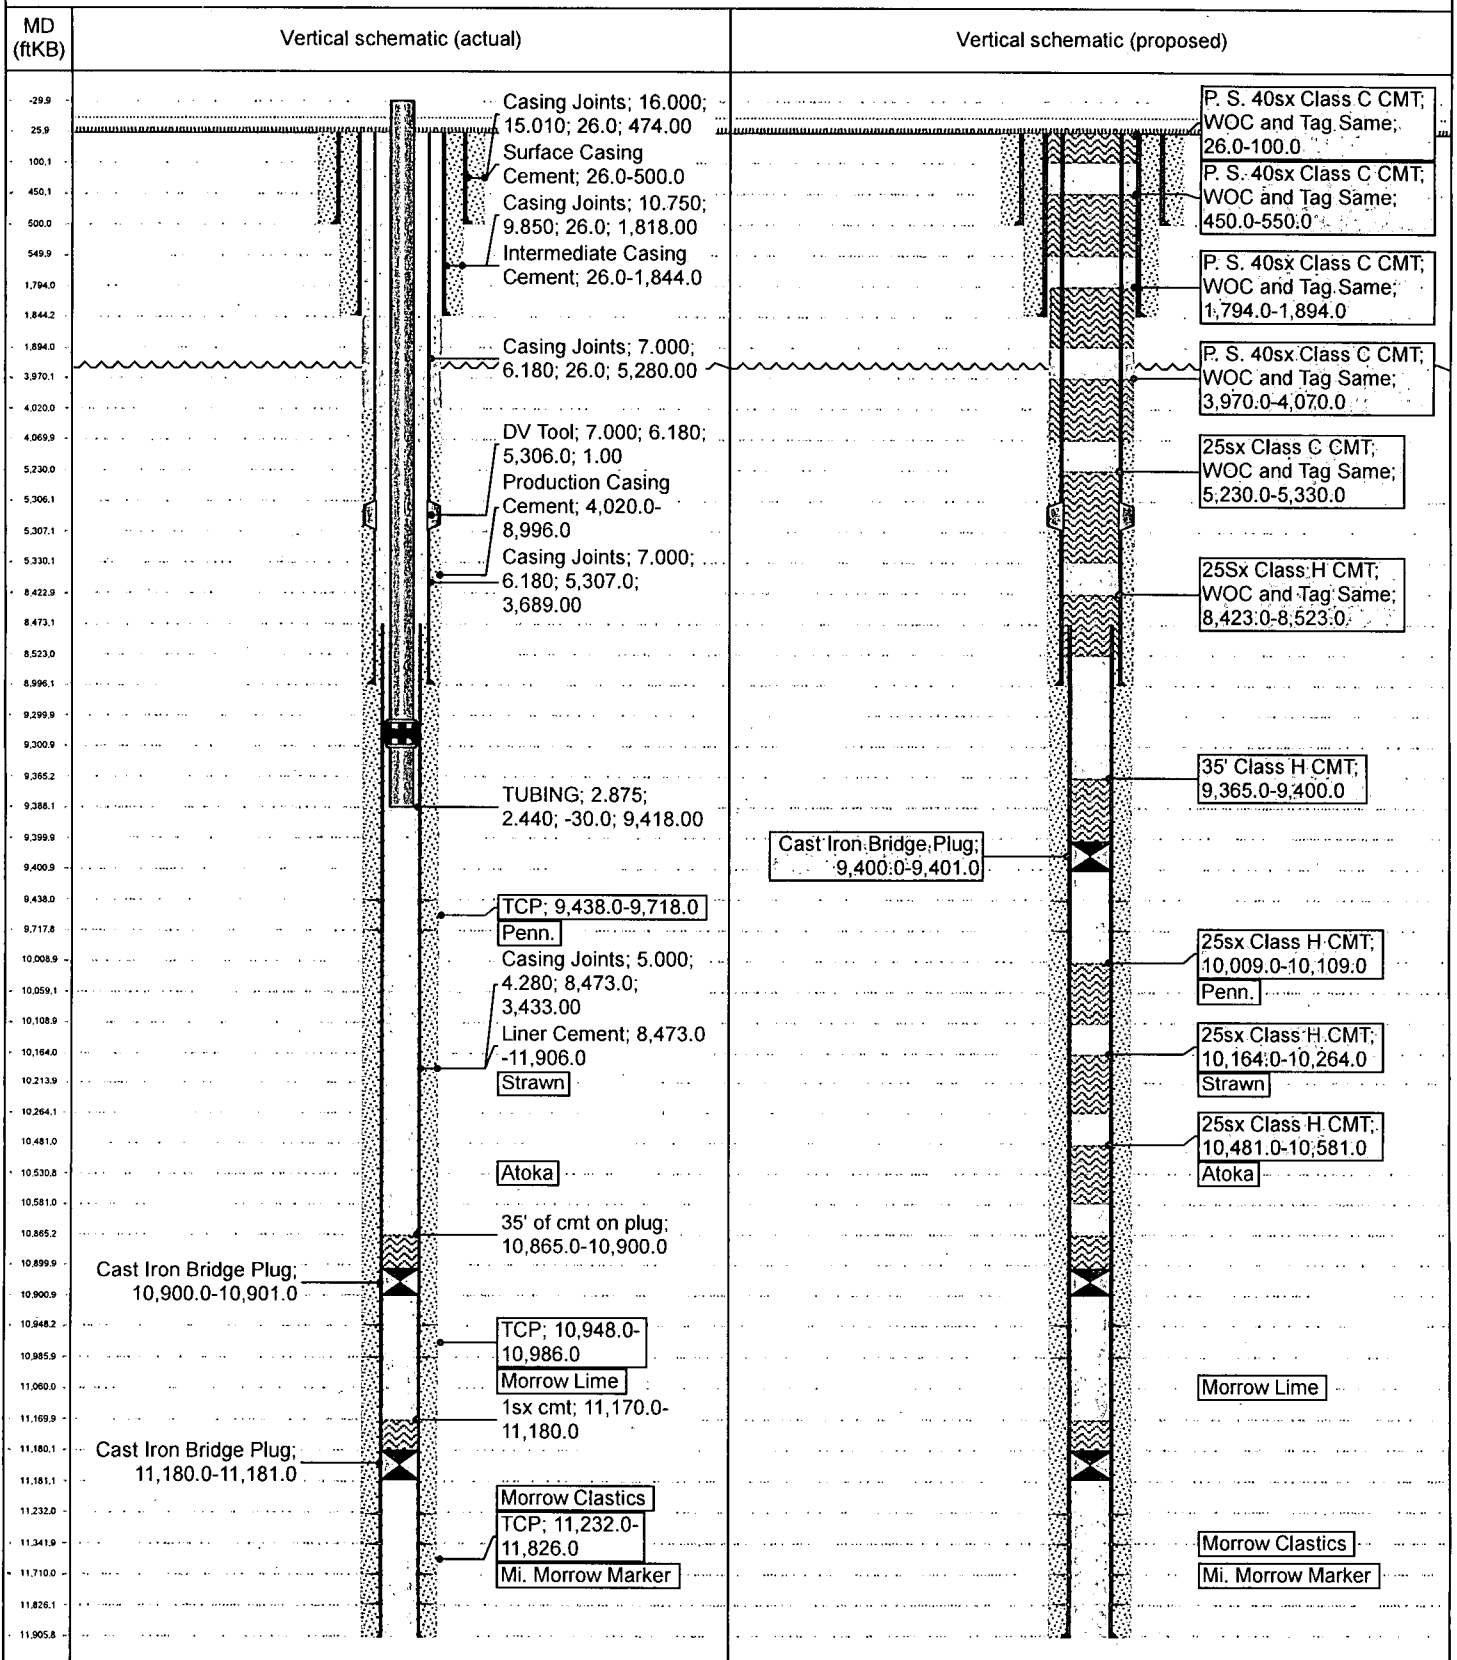 MD
(ftKB)
Vertical schematic (actual)
Vertical schematic (proposed)
-29.9
25.9
100.1
450.1
500.0
549.9
1,794.0
1,844.2
1,894.0
3,970.1
4,020.0
4,069.9
5,230.0
5,306.1
5,307.1
5,330.1
8,422.9
8,473.1
8,523.0
8,996.1
9,299.9
9,300.9
9,365.2
9,388.1
9,399.9
9,400.9
9,438.0
9,717.8
10,008.9
10,059.1
10,108.9
10,164.0
10,213.9
10,264.1
10,481.0
10,530.8
10,581.0
10,865.2
10,899.9
10,900.9
10,948.2
10,985.9
11,060.0
11,169.9
11,180.1
11,181.1
11,232.0
11,341.9
11,710.0
11,826.1
11,905.8
Casing Joints; 16.000;
15.010; 26.0; 474.00
Surface Casing
Cement; 26.0-500.0
Casing Joints; 10.750;
9.850; 26.0; 1,818.00
Intermediate Casing
Cement; 26.0-1,844.0
Casing Joints; 7.000;
6.180; 26.0; 5,280.00
DV Tool; 7.000; 6.180;
5,306.0; 1.00
Production Casing
Cement; 4,020.0-
8,996.0
Casing Joints; 7.000;
6.180; 5,307.0;
3,689.00
TUBING; 2.875;
2.440; -30.0; 9,418.00
TCP; 9,438.0-9,718.0
Penn.
Casing Joints; 5.000;
4.280; 8,473.0;
3,433.00
Liner Cement; 8,473.0
-11,906.0
Strawn
Atoka
35' of cmt on plug;
10,865.0-10,900.0
Cast Iron Bridge Plug;
10,900.0-10,901.0
TCP; 10,948.0-
10,986.0
Morrow Lime
1sx cmt; 11,170.0-
11,180.0
Cast Iron Bridge Plug;
11,180.0-11,181.0
Morrow Clastics
TCP; 11,232.0-
11,826.0
Mi. Morrow Marker
P. S. 40sx Class C CMT;
WOC and Tag Same;
26.0-100.0
P. S. 40sx Class C CMT;
WOC and Tag Same;
450.0-550.0
P. S. 40sx Class C CMT;
WOC and Tag Same;
1,794.0-1,894.0
P. S. 40sx Class C CMT;
WOC and Tag Same;
3,970.0-4,070.0
25sx Class C CMT;
WOC and Tag Same;
5,230.0-5,330.0
25Sx Class H CMT;
WOC and Tag Same;
8,423.0-8,523.0
35' Class H CMT;
9,365.0-9,400.0
Cast Iron Bridge Plug;
9,400.0-9,401.0
25sx Class H CMT;
10,009.0-10,109.0
Penn.
25sx Class H CMT;
10,164.0-10,264.0
Strawn
25sx Class H CMT;
10,481.0-10,581.0
Atoka
Morrow Lime
Morrow Clastics
Mi. Morrow Marker